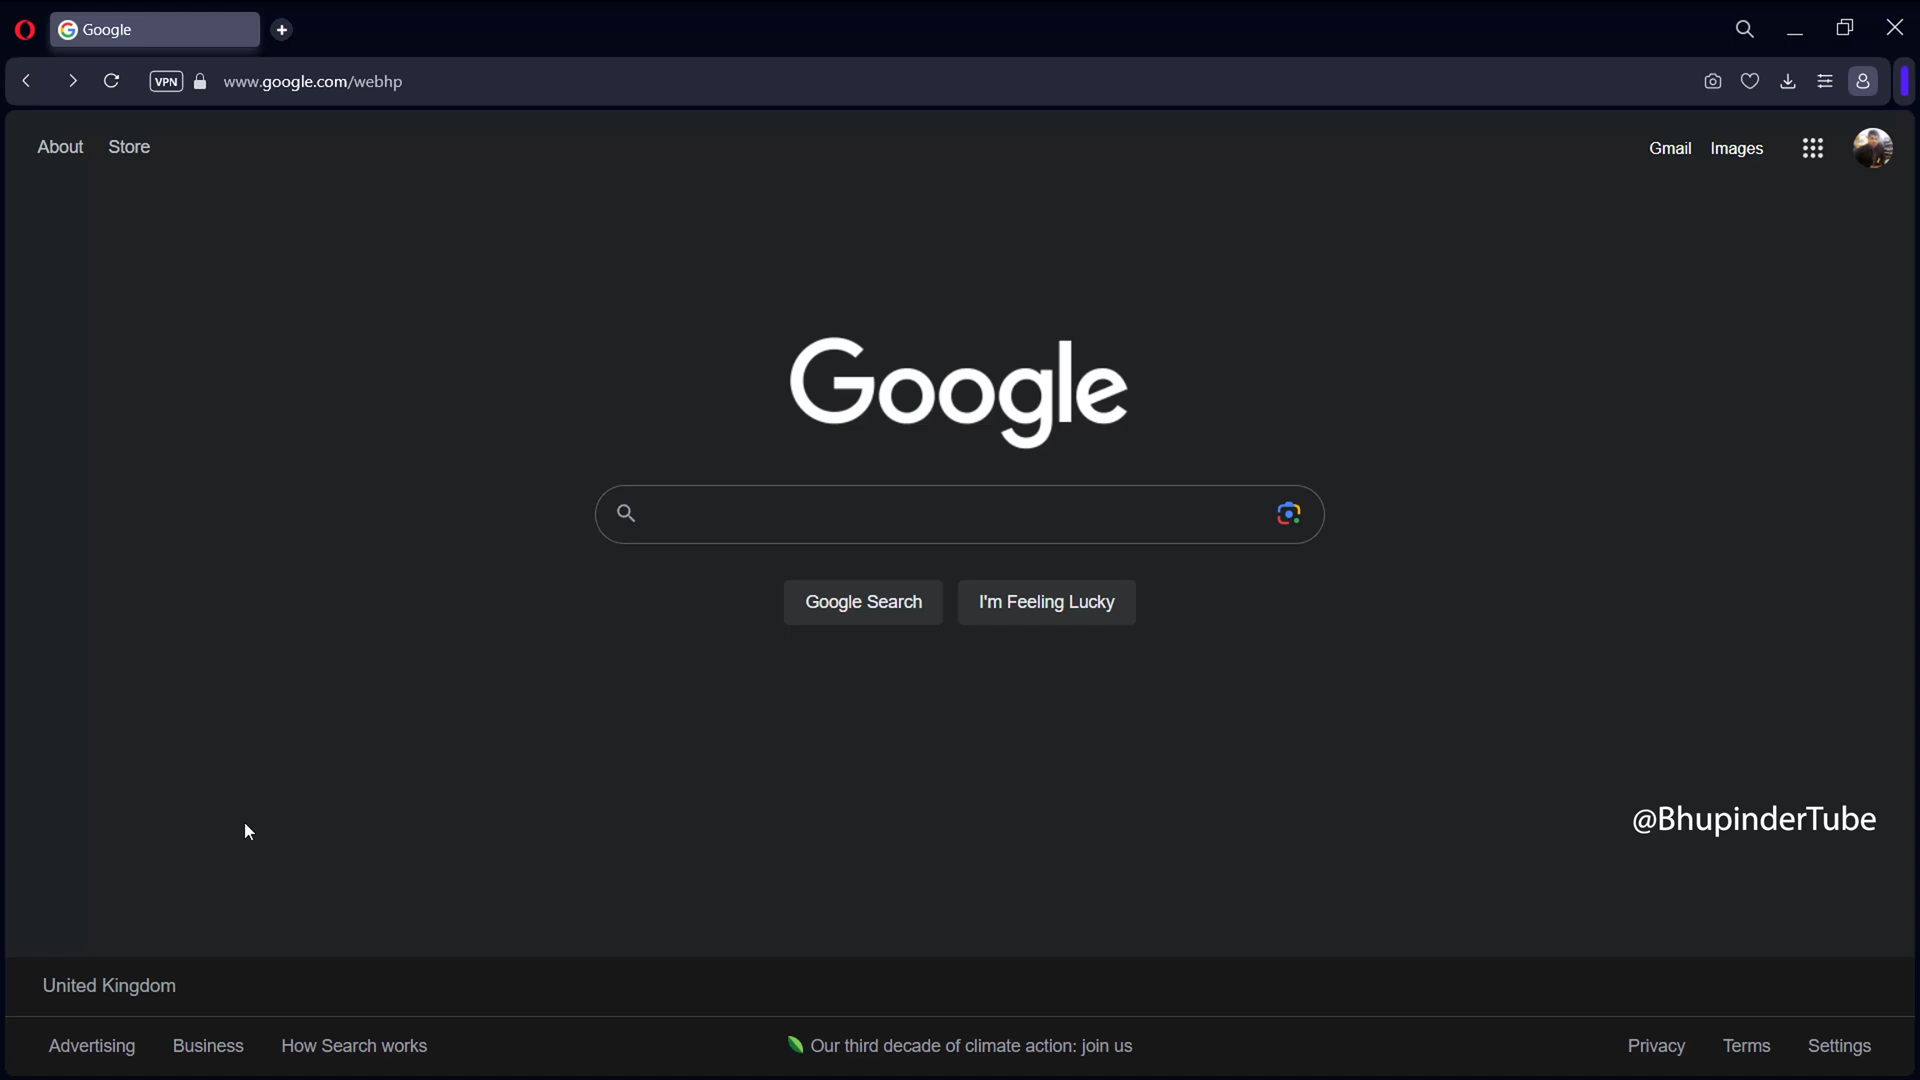 Google
VPN www.google.com/webhp
About Store Gmail Images
Google
Google Search I'm Feeling Lucky
@BhupinderTube
United Kingdom
Advertising Business How Search works Our third decade of climate action: join us Privacy Terms Settings